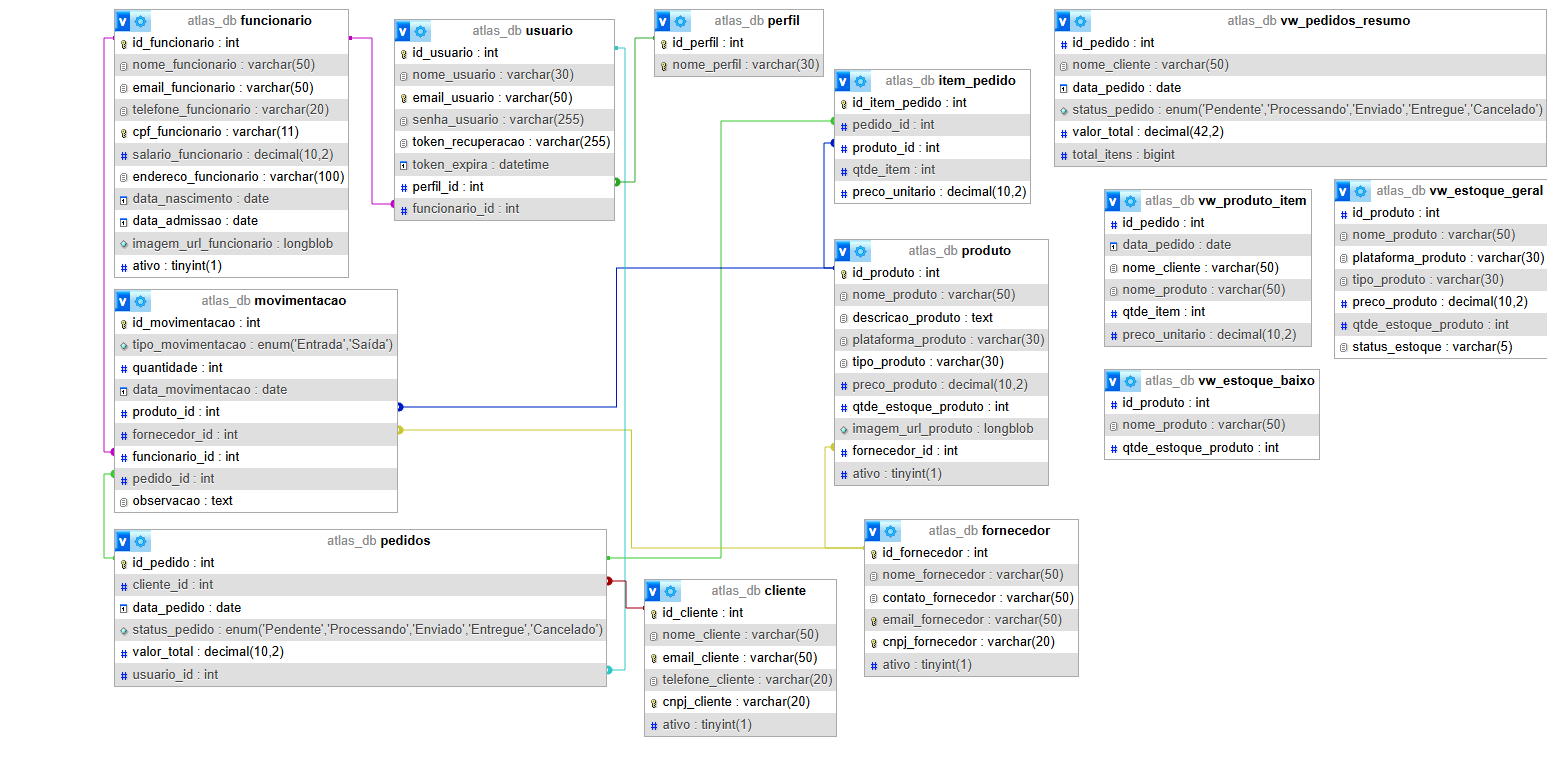 atlas_db funcionario
id_funcionario : int
nome_funcionario : varchar(50)
email_funcionario : varchar(50)
telefone_funcionario : varchar(20)
cpf_funcionario : varchar(11)
salario_funcionario : decimal(10,2)
endereco_funcionario : varchar(100)
data_nascimento : date
data_admissao : date
imagem_url_funcionario : longblob
ativo : tinyint(1)
atlas_db usuario
id_usuario : int
nome_usuario : varchar(30)
email_usuario : varchar(50)
senha_usuario : varchar(255)
token_recuperacao : varchar(255)
token_expira : datetime
perfil_id : int
funcionario_id : int
atlas_db perfil
id_perfil : int
nome_perfil : varchar(30)
atlas_db item_pedido
id_item_pedido : int
pedido_id : int
produto_id : int
qtde_item : int
preco_unitario : decimal(10,2)
atlas_db vw_pedidos_resumo
id_pedido : int
nome_cliente : varchar(50)
data_pedido : date
status_pedido : enum('Pendente','Processando','Enviado','Entregue','Cancelado')
valor_total : decimal(42,2)
total_itens : bigint
atlas_db vw_produto_item
id_pedido : int
data_pedido : date
nome_cliente : varchar(50)
nome_produto : varchar(50)
qtde_item : int
preco_unitario : decimal(10,2)
atlas_db vw_estoque_geral
id_produto : int
nome_produto : varchar(50)
plataforma_produto : varchar(30)
tipo_produto : varchar(30)
preco_produto : decimal(10,2)
qtde_estoque_produto : int
status_estoque : varchar(5)
atlas_db movimentacao
id_movimentacao : int
tipo_movimentacao : enum('Entrada','Saída')
quantidade : int
data_movimentacao : date
produto_id : int
fornecedor_id : int
funcionario_id : int
pedido_id : int
observacao : text
atlas_db produto
id_produto : int
nome_produto : varchar(50)
descricao_produto : text
plataforma_produto : varchar(30)
tipo_produto : varchar(30)
preco_produto : decimal(10,2)
qtde_estoque_produto : int
imagem_url_produto : longblob
fornecedor_id : int
ativo : tinyint(1)
atlas_db vw_estoque_baixo
id_produto : int
nome_produto : varchar(50)
qtde_estoque_produto : int
atlas_db pedidos
id_pedido : int
cliente_id : int
data_pedido : date
status_pedido : enum('Pendente','Processando','Enviado','Entregue','Cancelado')
valor_total : decimal(10,2)
usuario_id : int
atlas_db cliente
id_cliente : int
nome_cliente : varchar(50)
email_cliente : varchar(50)
telefone_cliente : varchar(20)
cnpj_cliente : varchar(20)
ativo : tinyint(1)
atlas_db fornecedor
id_fornecedor : int
nome_fornecedor : varchar(50)
contato_fornecedor : varchar(50)
email_fornecedor : varchar(50)
cnpj_fornecedor : varchar(20)
ativo : tinyint(1)